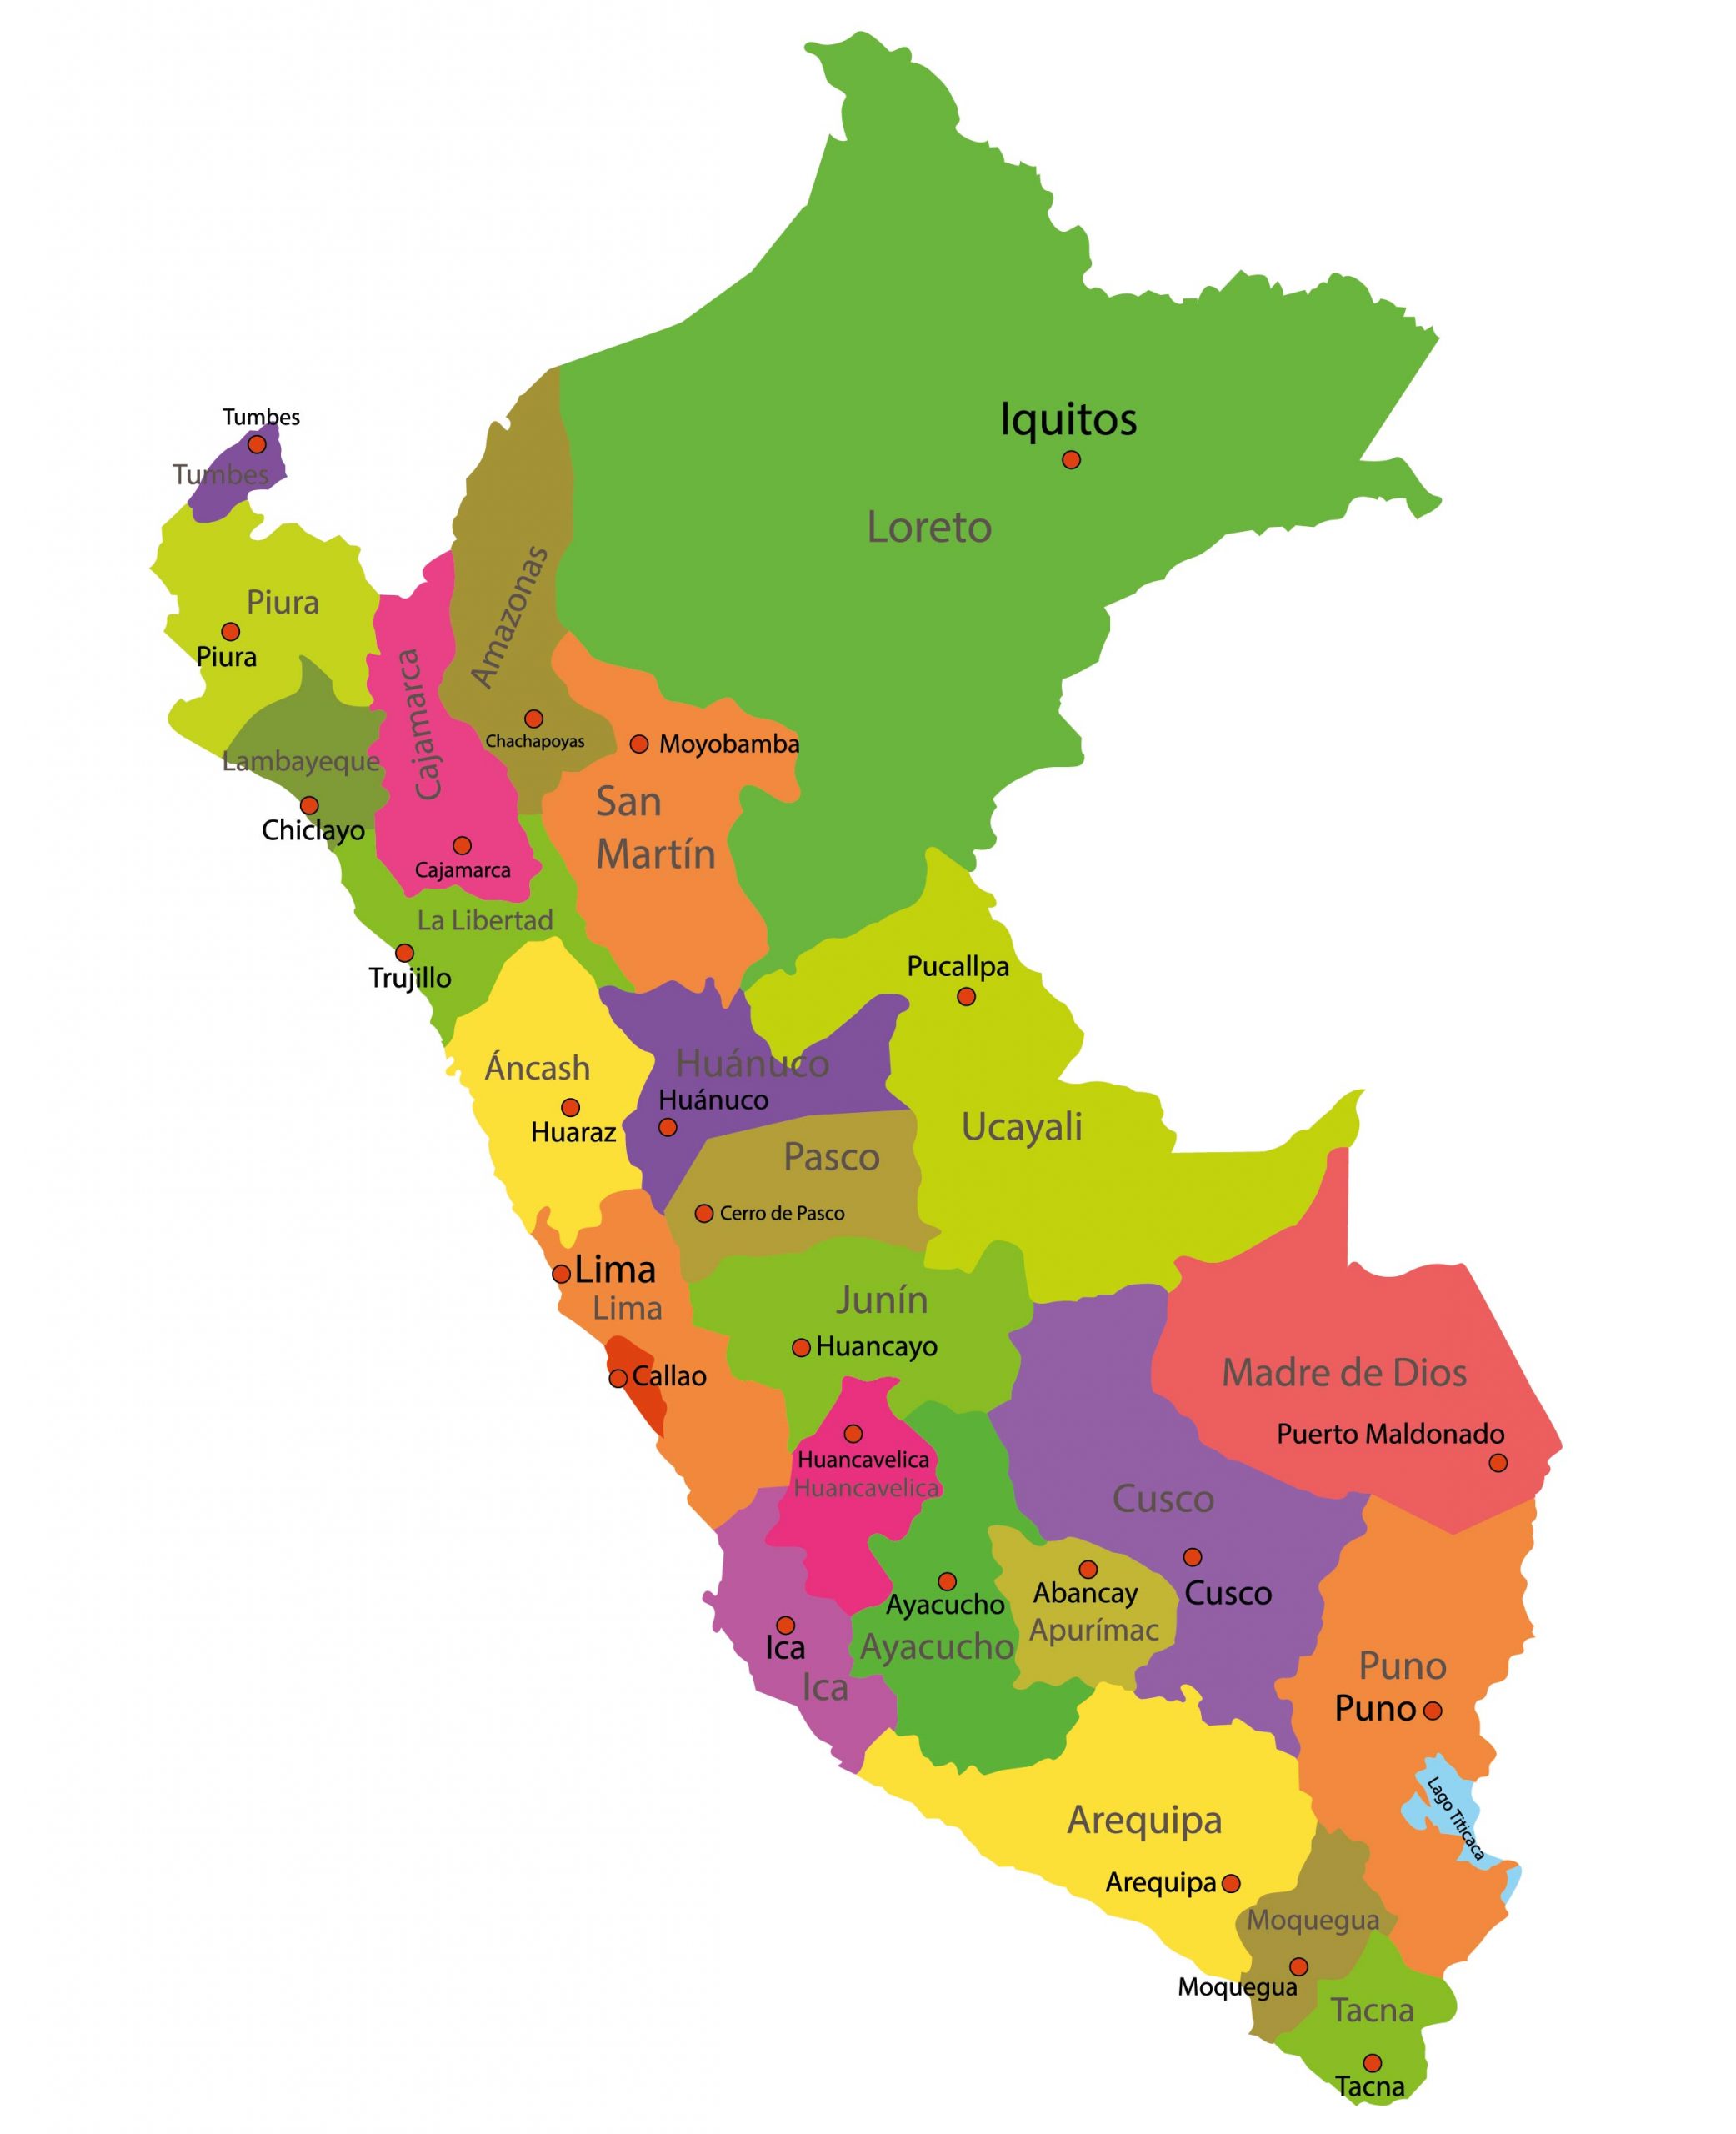 Iquitos
Loreto
Tumbes
Tumbes
Piura
Piura
Amazonas
Cajamarca
Chachapoyas
Moyobamba
Lambayeque
San
Martín
Chiclayo
Cajamarca
La Libertad
Trujillo
Pucallpa
Áncash
Huánuco
Huánuco
Huaraz
Ucayali
Pasco
Cerro de Pasco
Lima
Lima
Junín
Huancayo
Callao
Madre de Dios
Puerto Maldonado
Huancavelica
Huancavelica
Cusco
Cusco
Abancay
Apurímac
Ayacucho
Ayacucho
Ica
Ica
Puno
Puno
Lago Titicaca
Arequipa
Arequipa
Moquegua
Moquegua
Tacna
Tacna